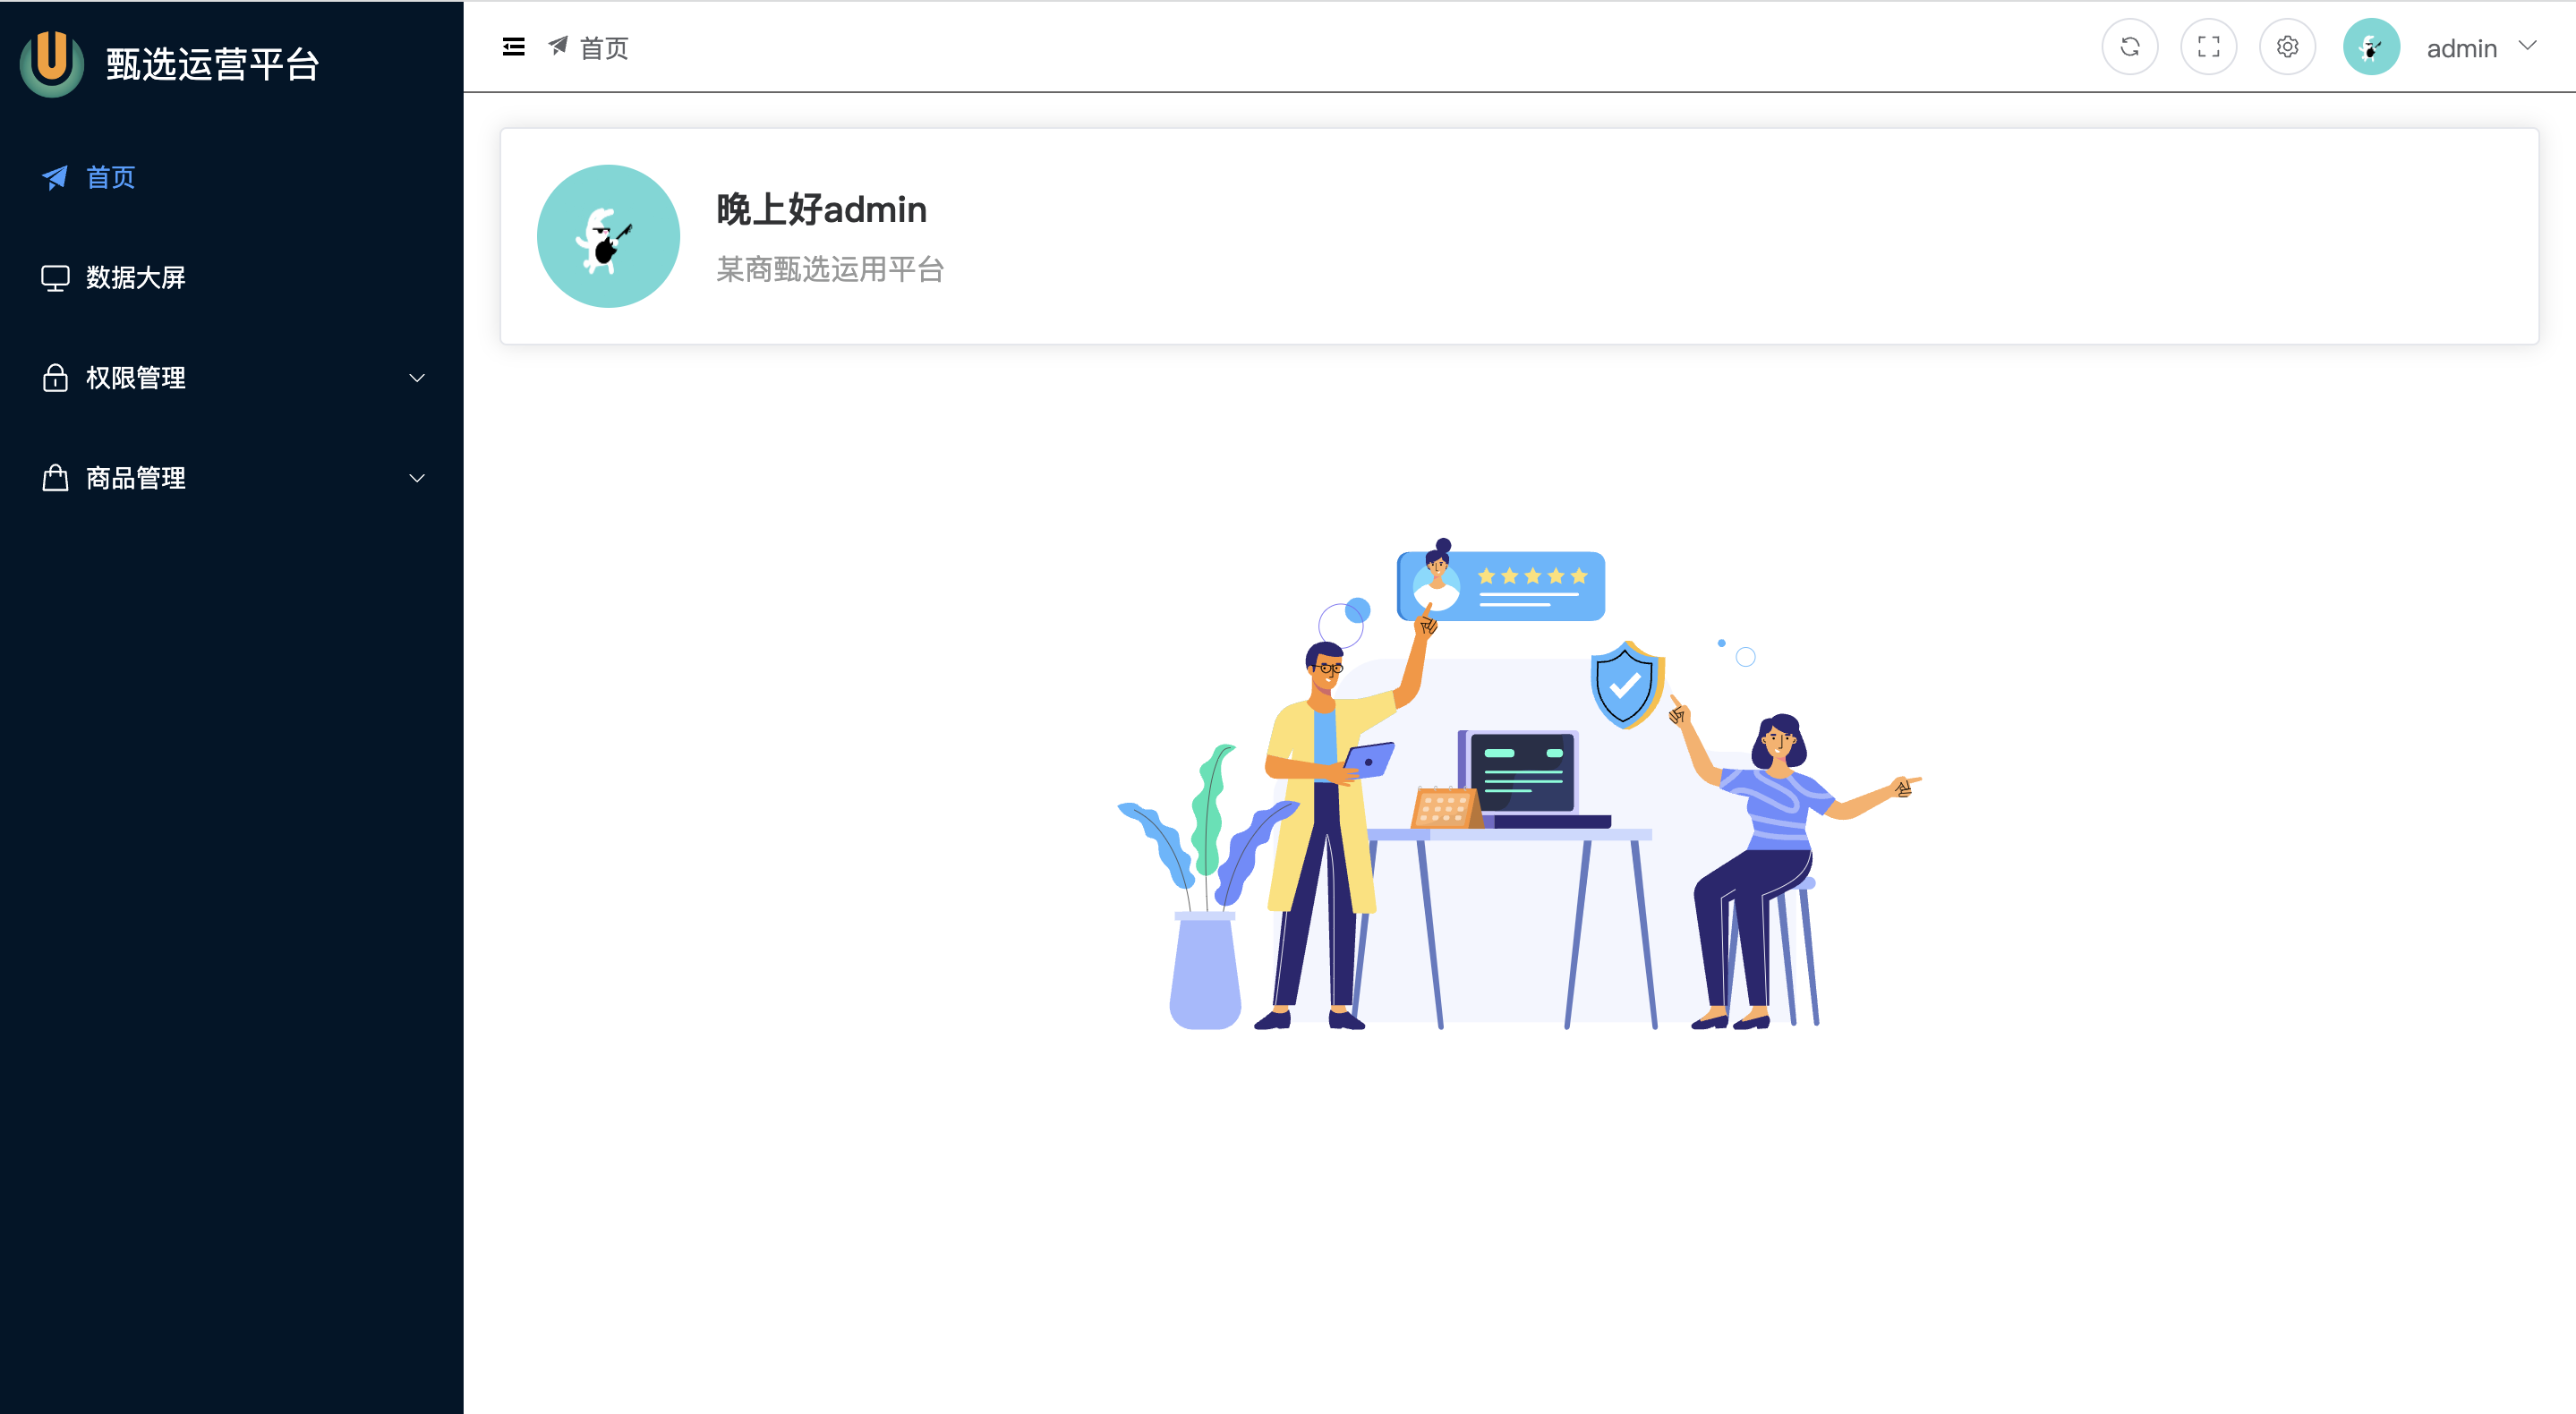 甄选运营平台
首页
数据大屏
权限管理
商品管理
首页
admin
晚上好admin
某商甄选运用平台